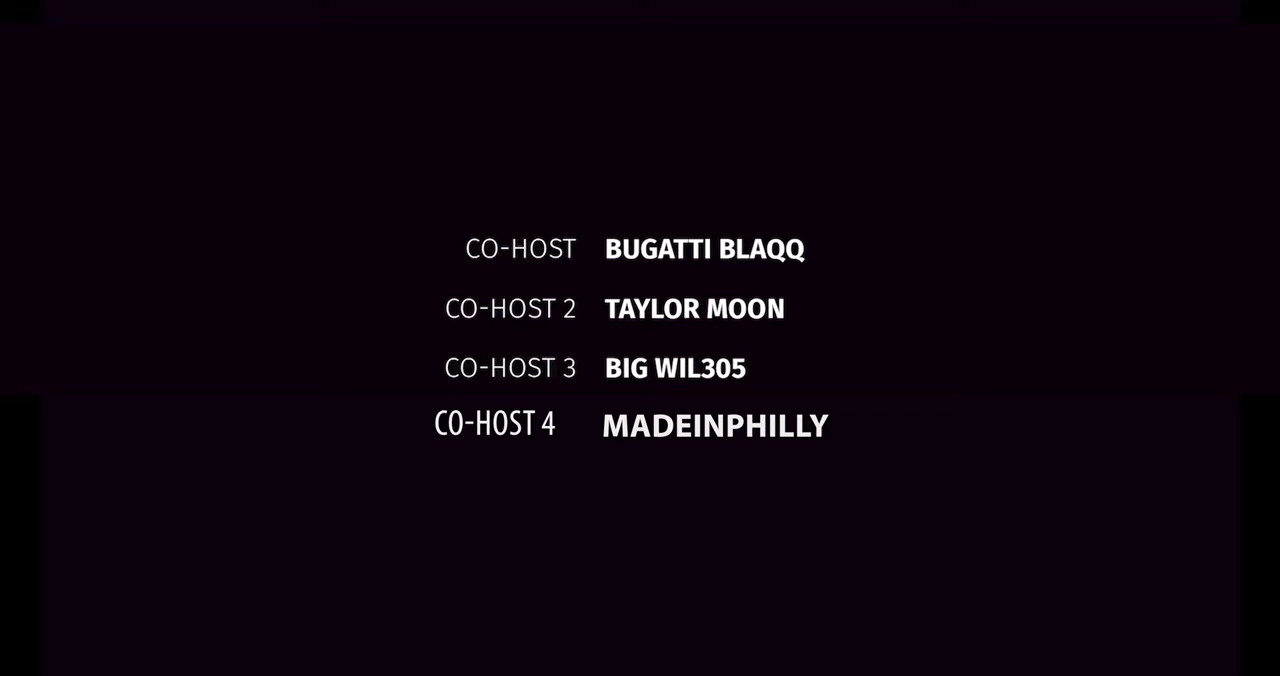 CO-HOST BUGATTI BLAQQ
CO-HOST 2 TAYLOR MOON
CO-HOST 3 BIG WIL305
CO-HOST 4 MADEINPHILLY